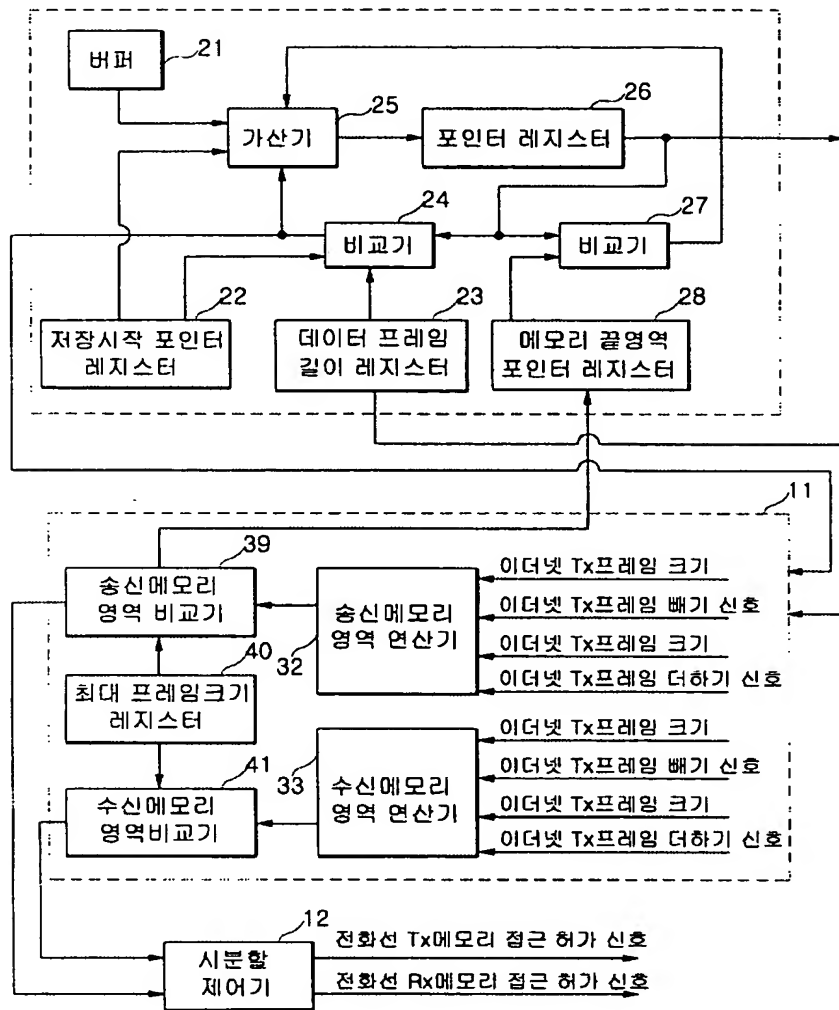 버퍼
21
가산기
25
포인터 레지스터
26
비교기
24
비교기
27
저장시작 포인터
레지스터
22
데이터 프레임
길이 레지스터
23
메모리 끝영역
포인터 레지스터
28
11
송신메모리
영역 비교기
39
송신메모리
영역 연산기
32
이더넷 Tx프레임 크기
이더넷 Tx프레임 빼기 신호
이더넷 Tx프레임 크기
이더넷 Tx프레임 더하기 신호
최대 프레임크기
레지스터
40
수신메모리
영역비교기
41
수신메모리
영역 연산기
33
이더넷 Tx프레임 크기
이더넷 Tx프레임 빼기 신호
이더넷 Tx프레임 크기
이더넷 Tx프레임 더하기 신호
시분할
제어기
12
전화선 Tx메모리 접근 허가 신호
전화선 Rx메모리 접근 허가 신호